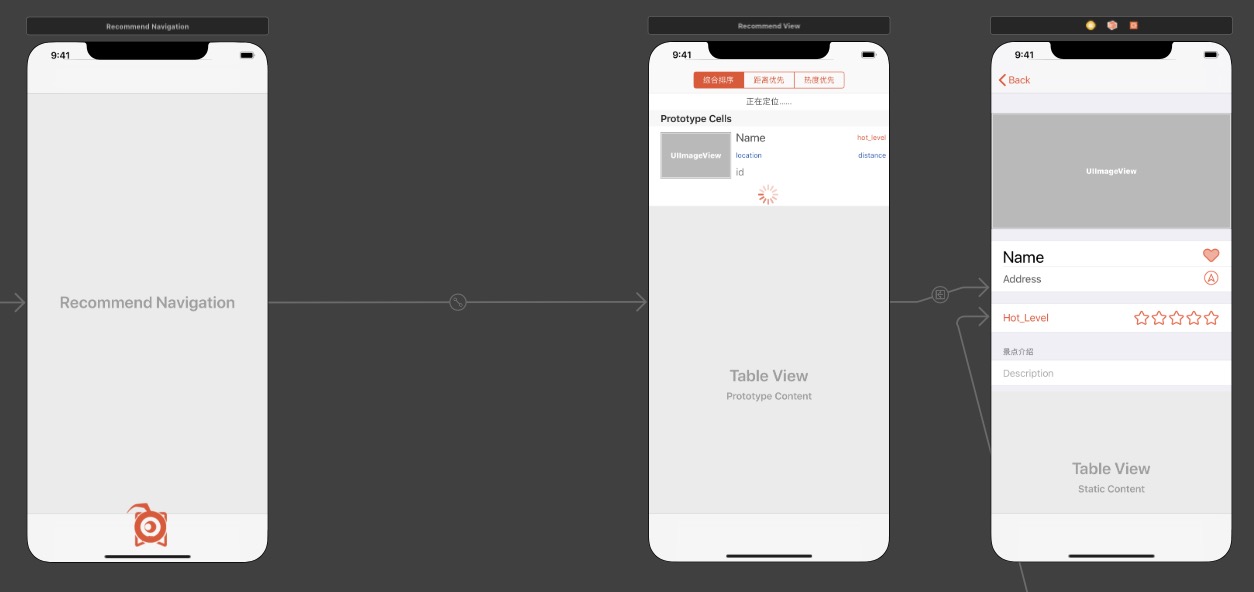 Recommend Navigation
9:41
Recommend Navigation
Recommend View
9:41
综合排序 距离优先 热度优先
正在定位......
Prototype Cells
UIImageView
Name hot_level
location distance
id
Table View
Prototype Content
9:41
Back
UIImageView
Name
Address A
Hot_Level
景点介绍
Description
Table View
Static Content